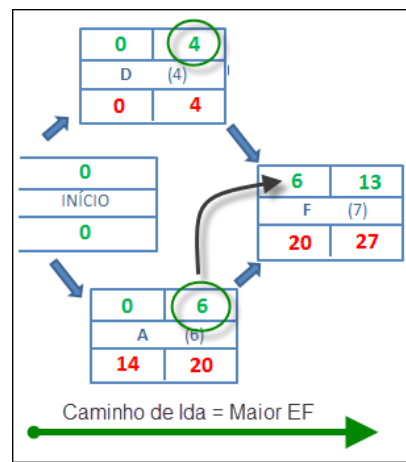 0 4
D (4)
0 4
0
INÍCIO
0
6 13
F (7)
20 27
0 6
A (6)
14 20
Caminho de Ida = Maior EF